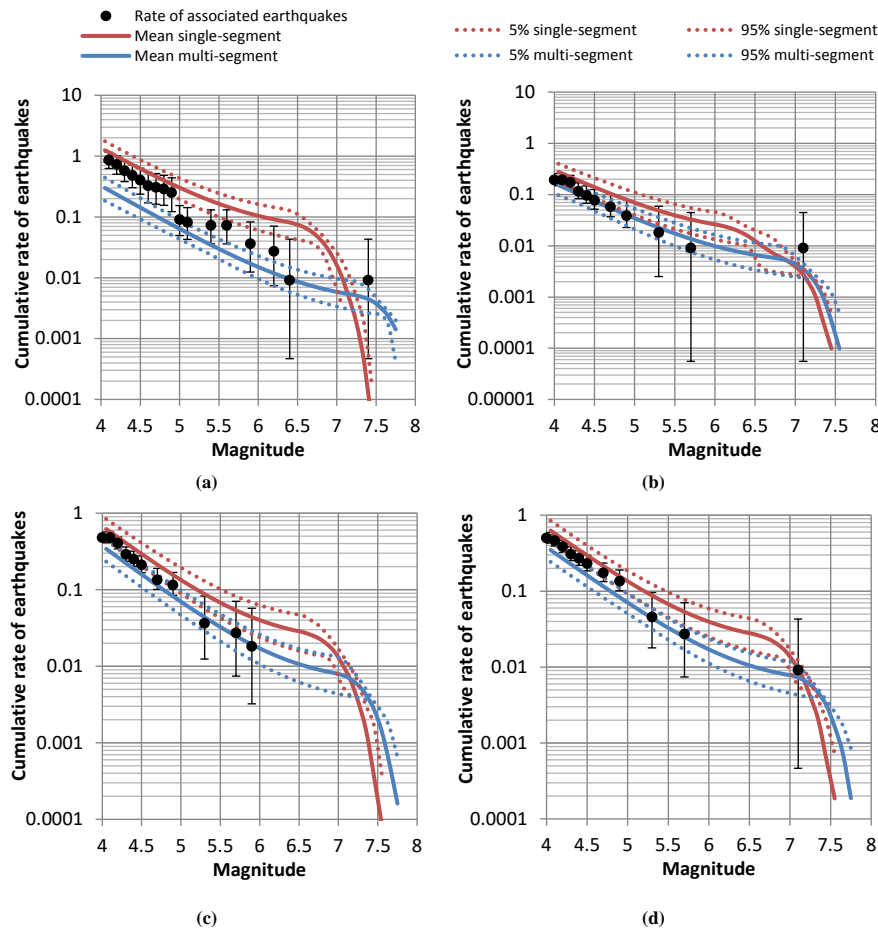 Rate of associated earthquakes
Mean single-segment
Mean multi-segment
5% single-segment
95% single-segment
5% multi-segment
95% multi-segment
Cumulative rate of earthquakes
10
1
0.1
0.01
0.001
0.0001
4 4.5 5 5.5 6 6.5 7 7.5 8
Magnitude
(a)
Cumulative rate of earthquakes
10
1
0.1
0.01
0.001
0.0001
0.00001
4 4.5 5 5.5 6 6.5 7 7.5 8
Magnitude
(b)
Cumulative rate of earthquakes
1
0.1
0.01
0.001
0.0001
4 4.5 5 5.5 6 6.5 7 7.5 8
Magnitude
(c)
Cumulative rate of earthquakes
1
0.1
0.01
0.001
0.0001
4 4.5 5 5.5 6 6.5 7 7.5 8
Magnitude
(d)